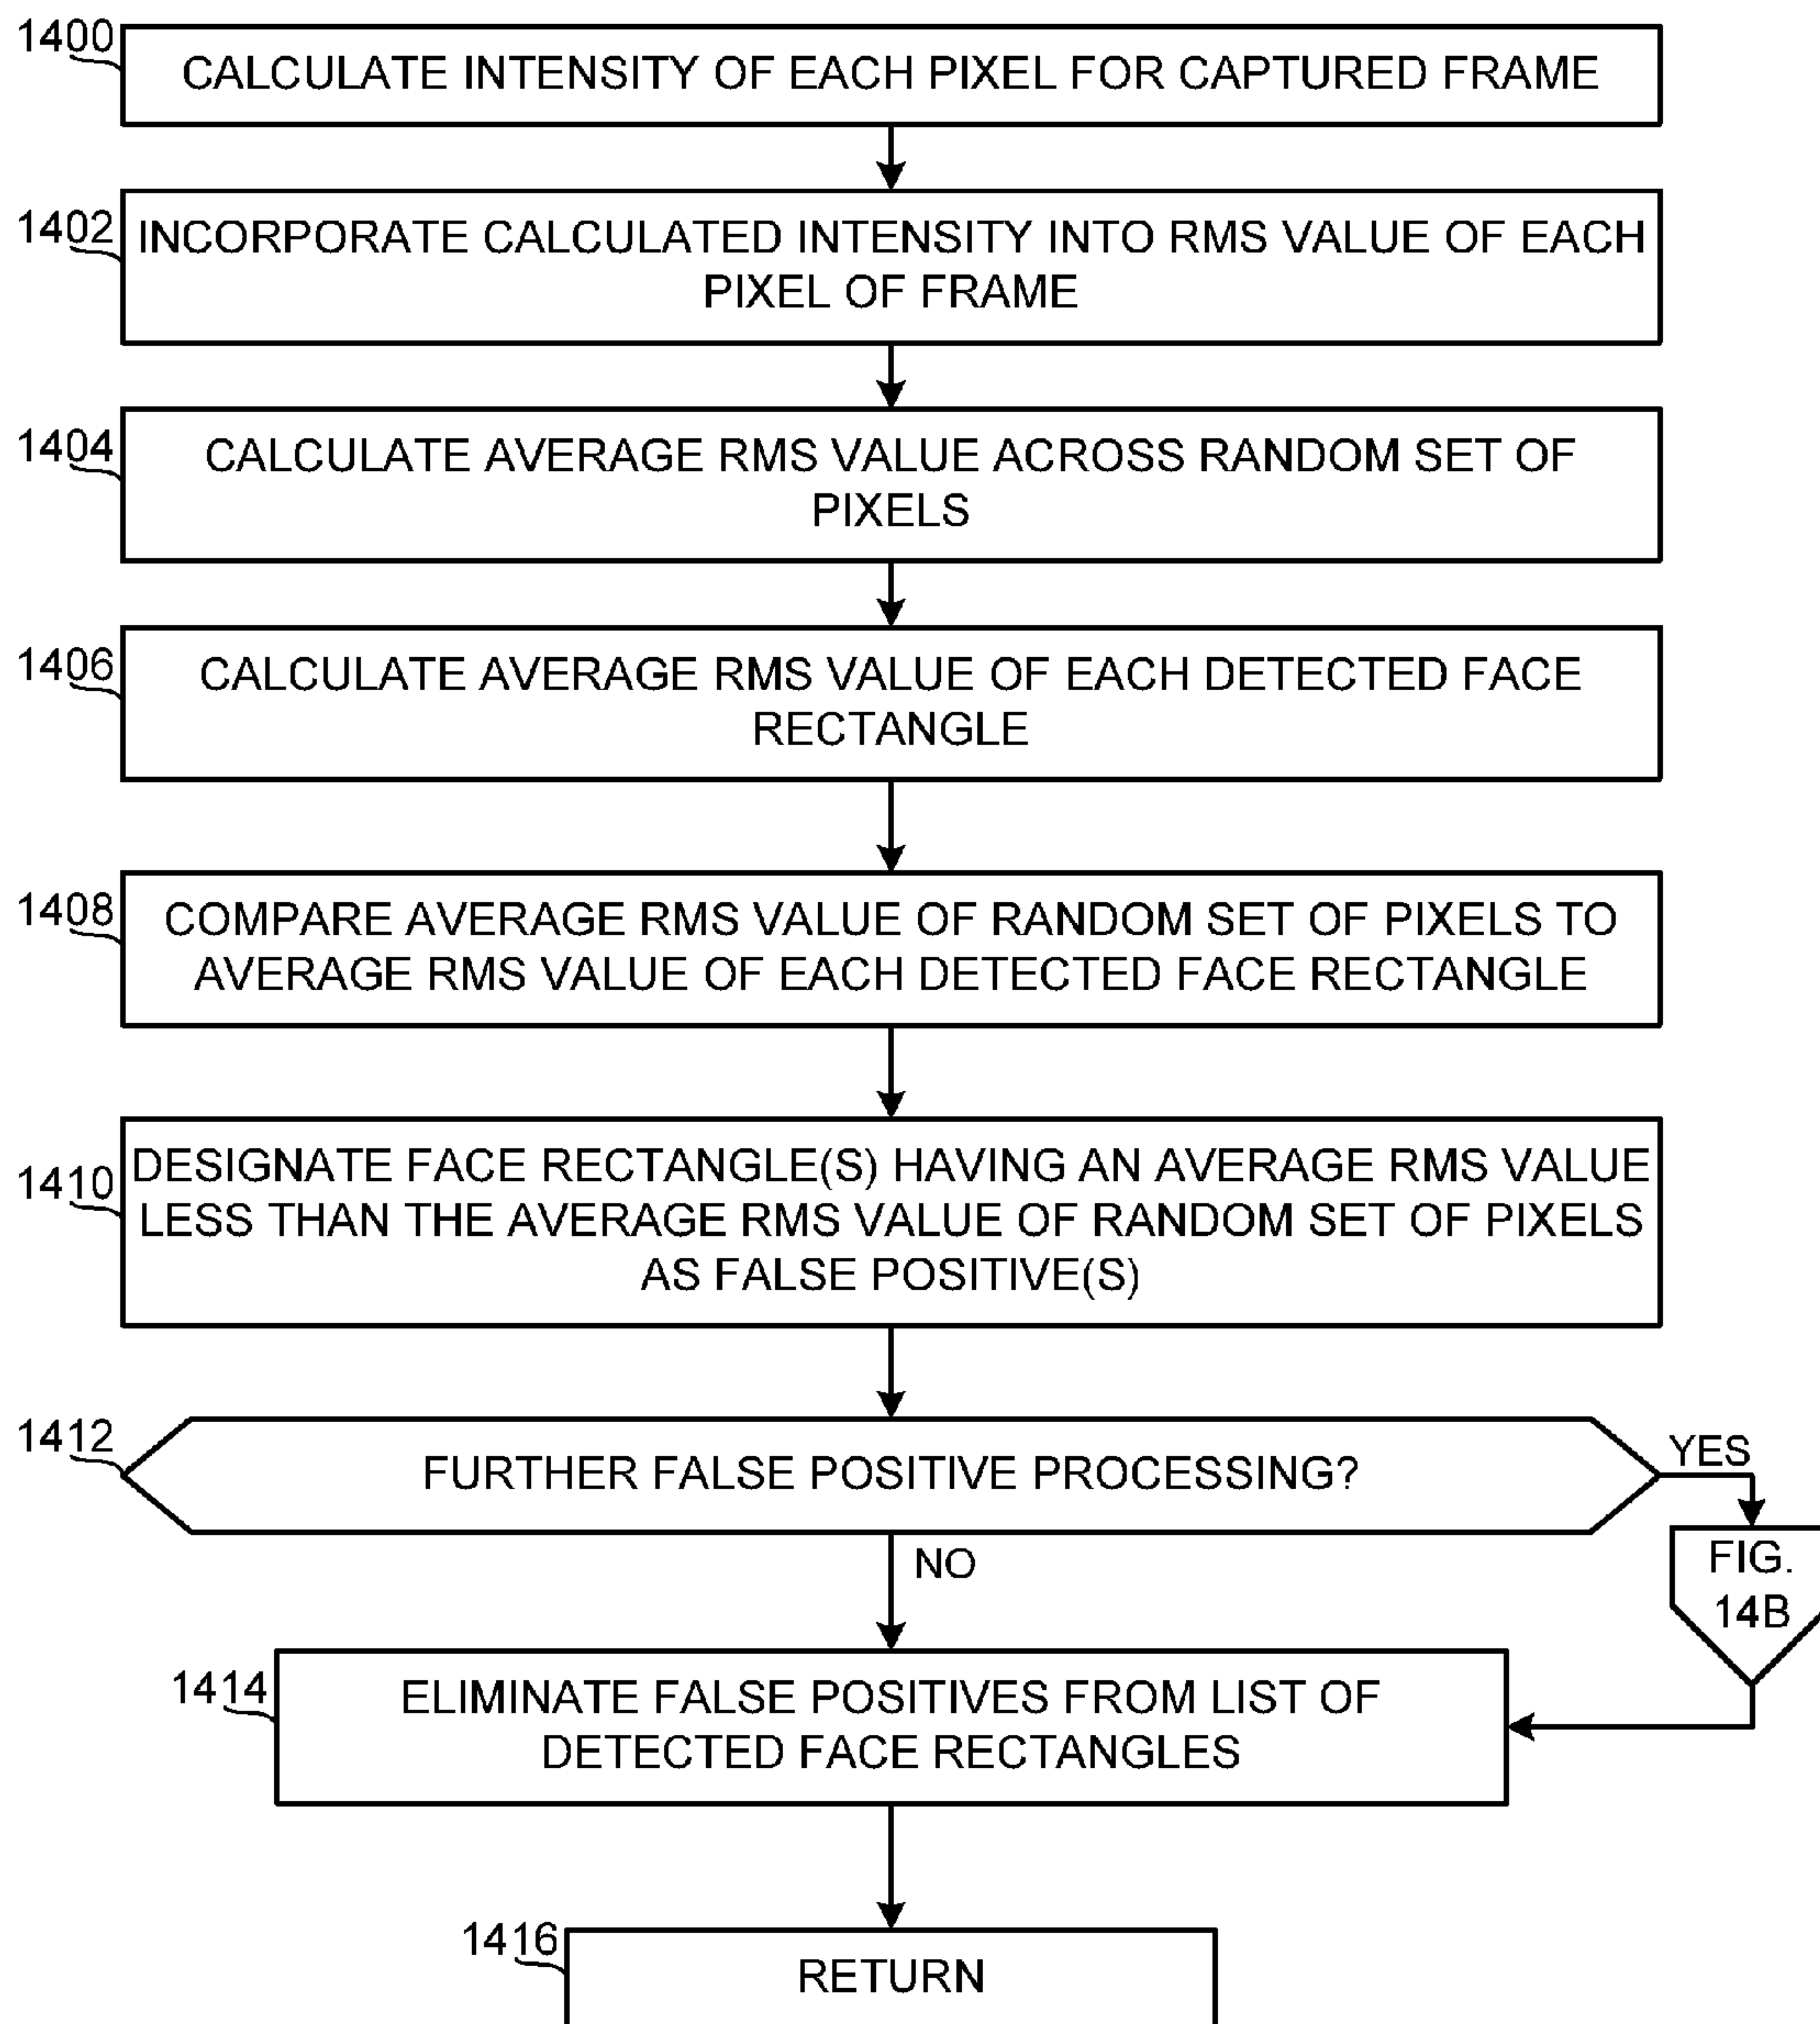 1400
CALCULATE INTENSITY OF EACH PIXEL FOR CAPTURED FRAME
1402
INCORPORATE CALCULATED INTENSITY INTO RMS VALUE OF EACH
PIXEL OF FRAME
1404
CALCULATE AVERAGE RMS VALUE ACROSS RANDOM SET OF
PIXELS
1406
CALCULATE AVERAGE RMS VALUE OF EACH DETECTED FACE
RECTANGLE
1408
COMPARE AVERAGE RMS VALUE OF RANDOM SET OF PIXELS TO
AVERAGE RMS VALUE OF EACH DETECTED FACE RECTANGLE
1410
DESIGNATE FACE RECTANGLE(S) HAVING AN AVERAGE RMS VALUE
LESS THAN THE AVERAGE RMS VALUE OF RANDOM SET OF PIXELS
AS FALSE POSITIVE(S)
1412
FURTHER FALSE POSITIVE PROCESSING?
YES
FIG.
14B
NO
1414
ELIMINATE FALSE POSITIVES FROM LIST OF
DETECTED FACE RECTANGLES
1416
RETURN